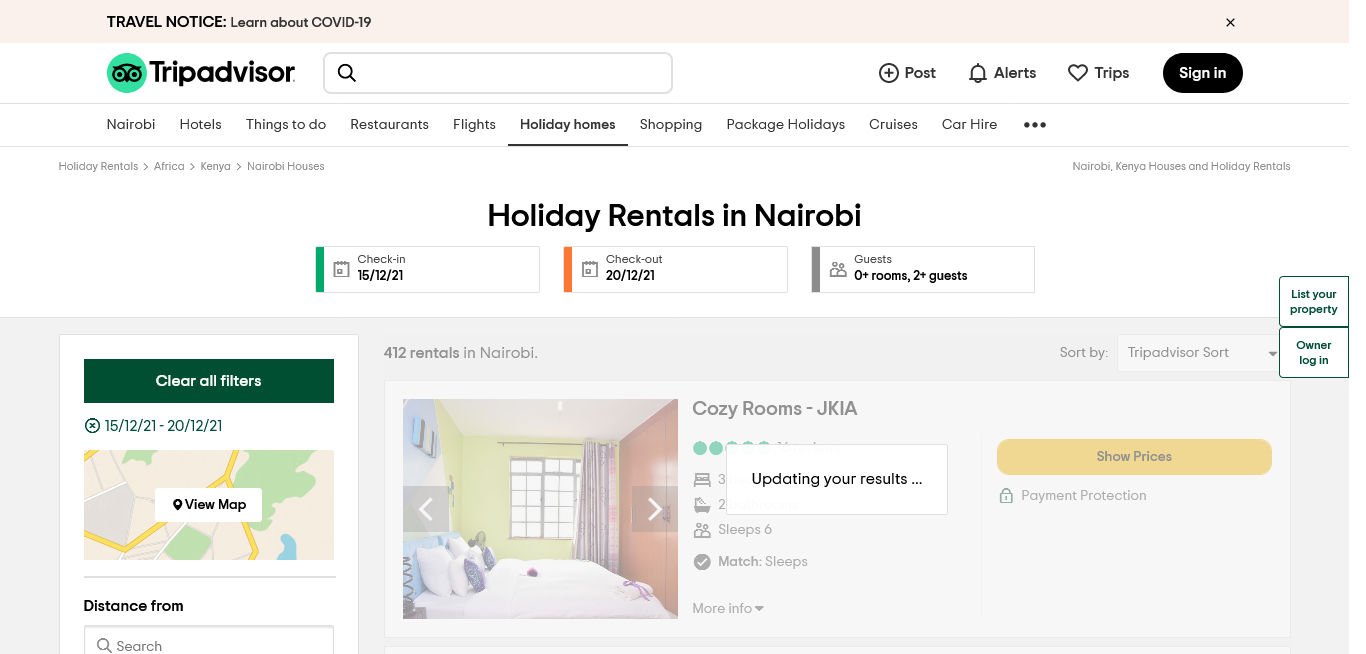 TRAVEL NOTICE: Learn about COVID-19
Tripadvisor
Post
Alerts
Trips
Sign in
Nairobi
Hotels
Things to do
Restaurants
Flights
Holiday homes
Shopping
Package Holidays
Cruises
Car Hire
Holiday Rentals > Africa > Kenya > Nairobi Houses
Nairobi, Kenya Houses and Holiday Rentals
Holiday Rentals in Nairobi
Check-in
15/12/21
Check-out
20/12/21
Guests
0+ rooms, 2+ guests
List your
property
Owner
log in
Clear all filters
15/12/21 - 20/12/21
View Map
Distance from
Search
412 rentals in Nairobi.
Sort by:
Tripadvisor Sort
Cozy Rooms - JKIA
Updating your results ...
3
2
Sleeps 6
Match: Sleeps
More info
Show Prices
Payment Protection